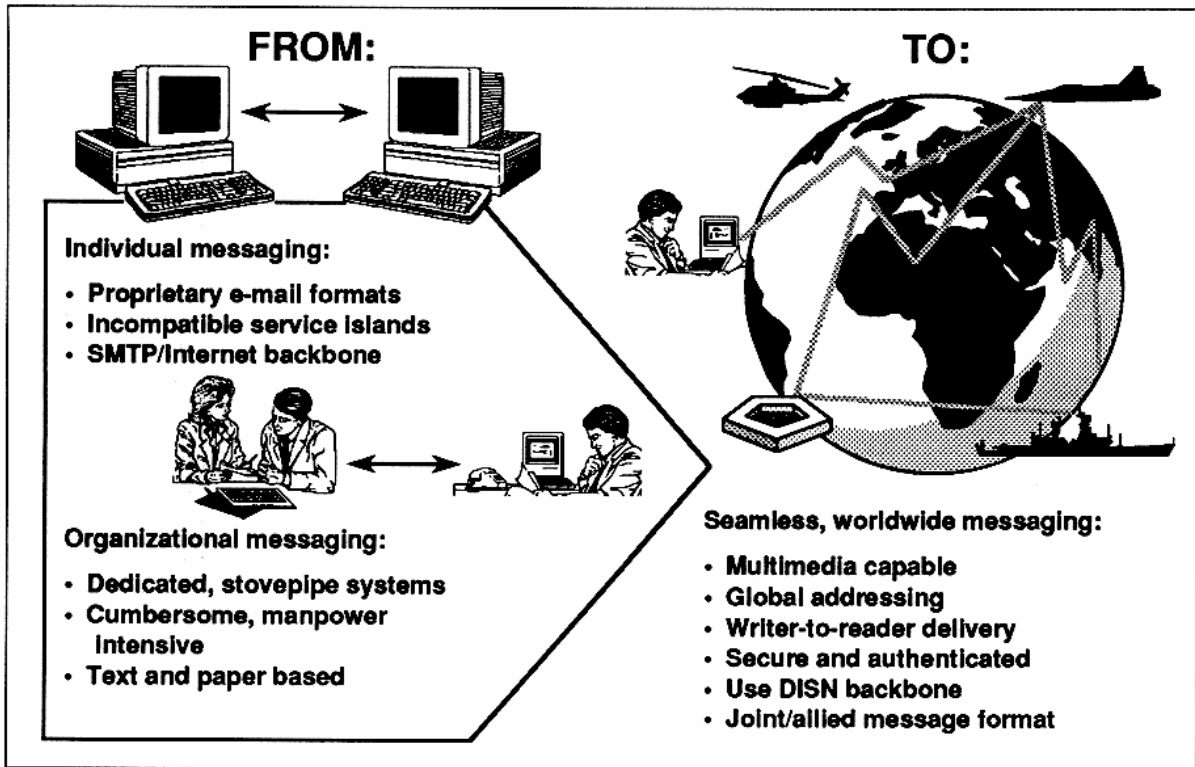 FROM:
Individual messaging:
• Proprietary e-mail formats
• Incompatible service islands
• SMTP/Internet backbone
Organizational messaging:
• Dedicated, stovepipe systems
• Cumbersome, manpower
intensive
• Text and paper based
TO:
Seamless, worldwide messaging:
• Multimedia capable
• Global addressing
• Writer-to-reader delivery
• Secure and authenticated
• Use DISN backbone
• Joint/allied message format